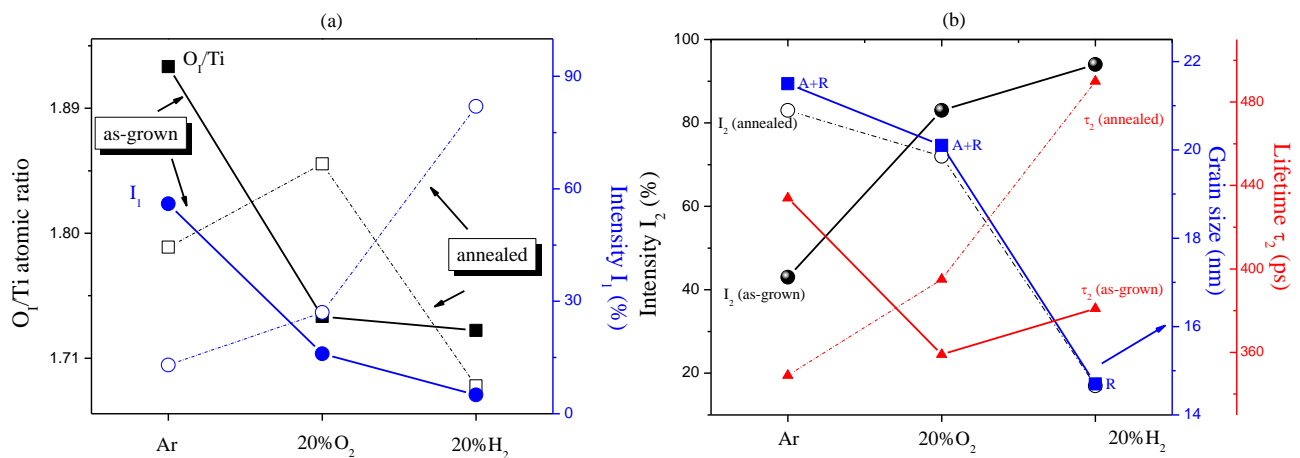 (a)
O_I/Ti
as-grown
I_1
annealed
1.89
1.80
1.71
O_I/Ti atomic ratio
90
60
30
0
Intensity I_1 (%)
Ar
20%O_2
20%H_2
(b)
100
80
60
40
20
Intensity I_2 (%)
A+R
I_2 (annealed)
A+R
τ_2 (annealed)
I_2 (as-grown)
τ_2 (as-grown)
R
22
20
18
16
14
Grain size (nm)
480
440
400
360
Lifetime τ_2 (ps)
Ar
20%O_2
20%H_2